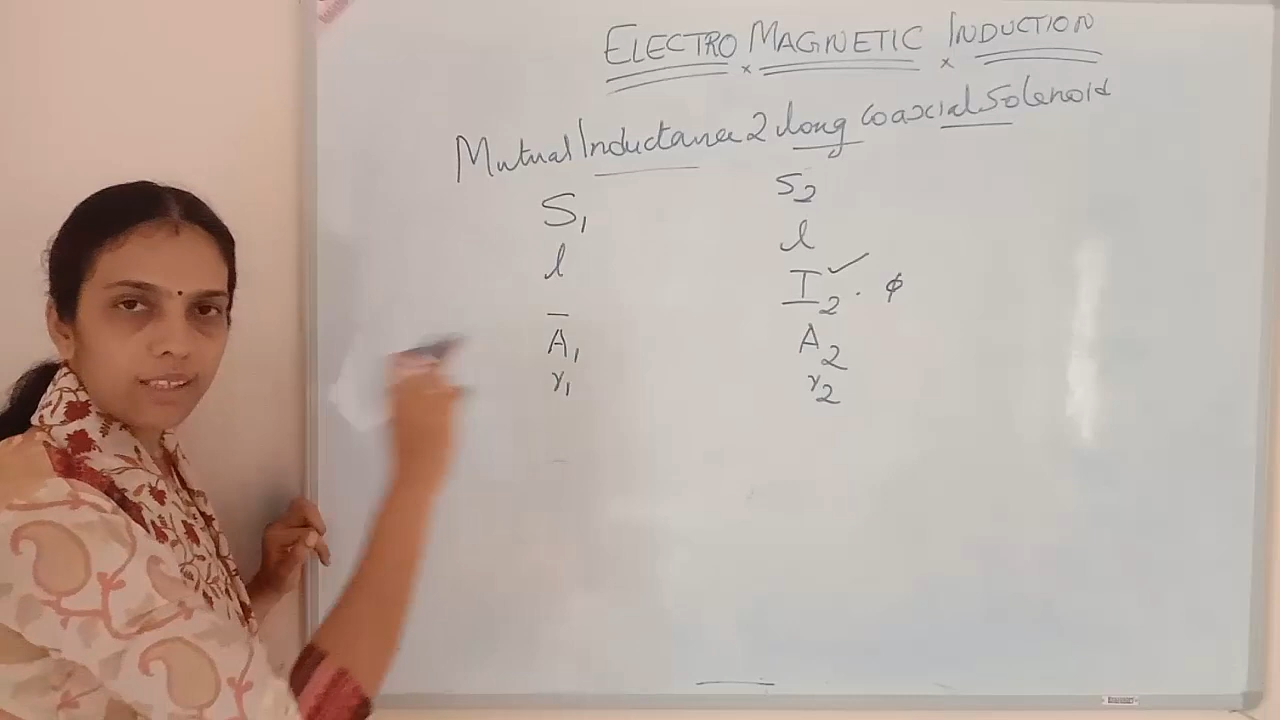 ELECTRO MAGNETIC INDUCTION
Mutual Inductance 2 long coaxial Solenoid
S1 S2
l l
_ I2 . ϕ
A1 A2
r1 r2